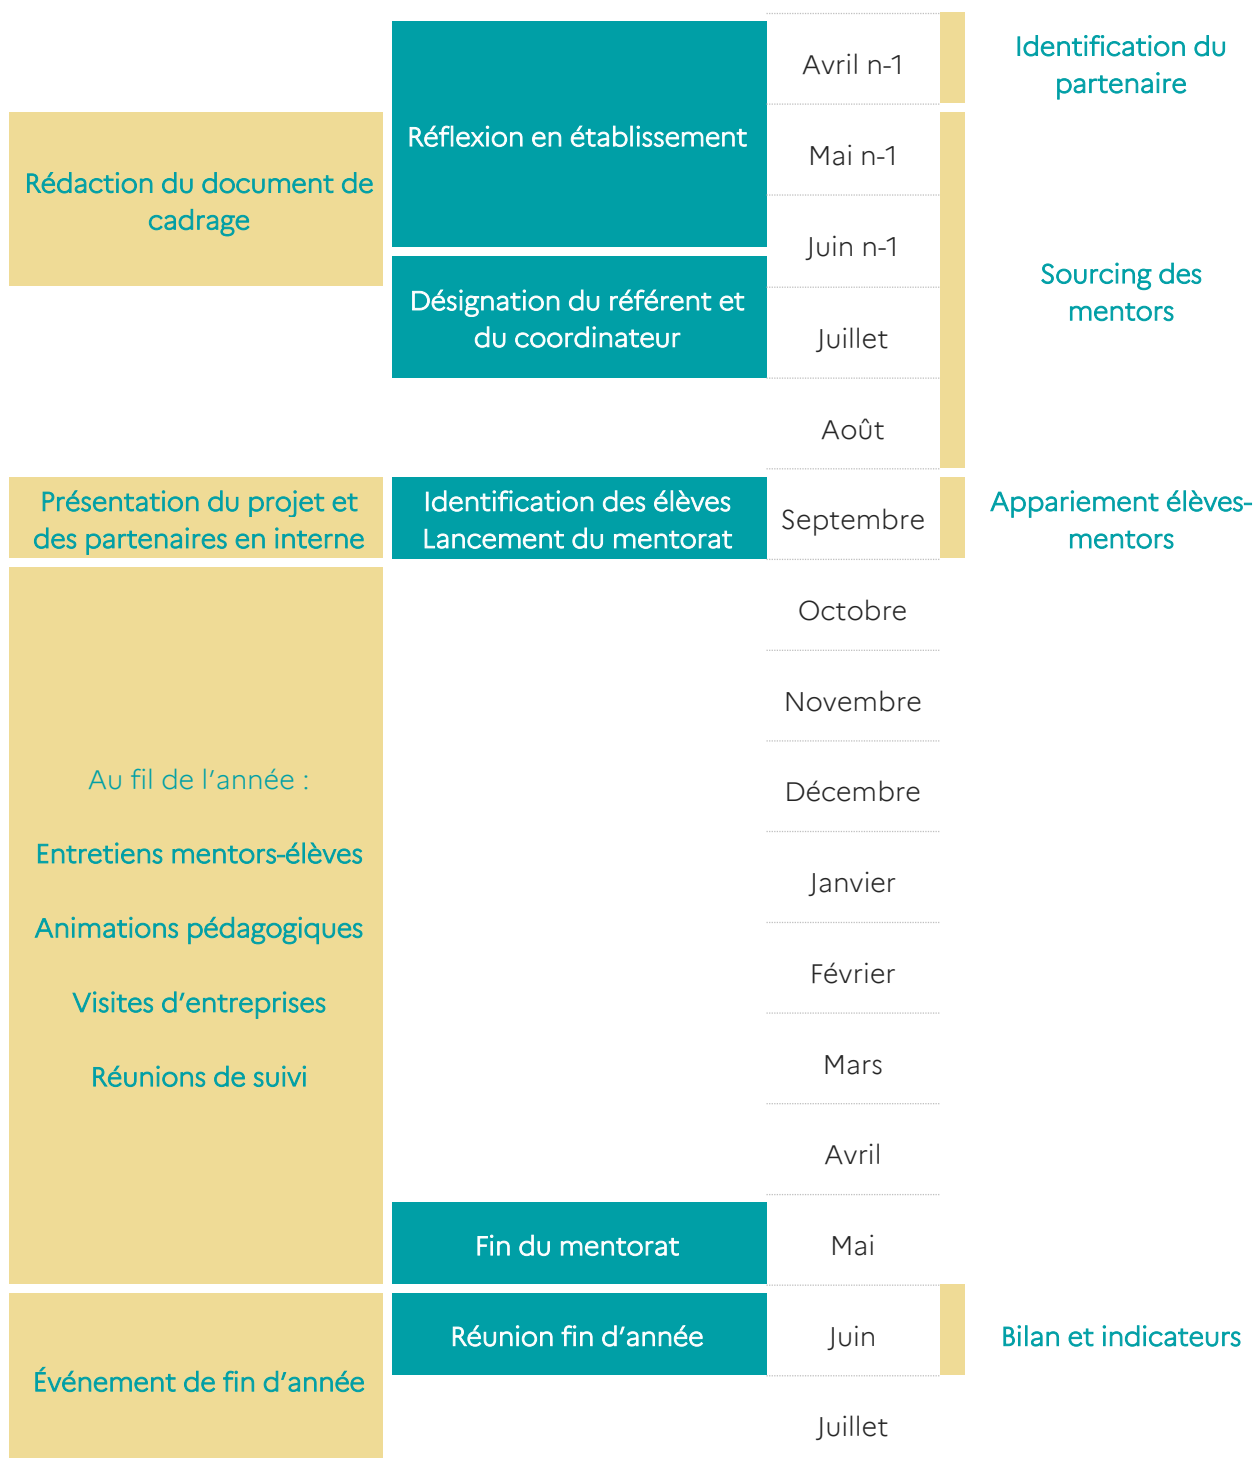 Rédaction du document de
cadrage
Présentation du projet et
des partenaires en interne
Au fil de l’année :
Entretiens mentors-élèves
Animations pédagogiques
Visites d’entreprises
Réunions de suivi
Événement de fin d’année
Réflexion en établissement
Désignation du référent et
du coordinateur
Identification des élèves
Lancement du mentorat
Fin du mentorat
Réunion fin d’année
Avril n-1
Mai n-1
Juin n-1
Juillet
Août
Septembre
Octobre
Novembre
Décembre
Janvier
Février
Mars
Avril
Mai
Juin
Juillet
Identification du
partenaire
Sourcing des
mentors
Appariement élèves-
mentors
Bilan et indicateurs